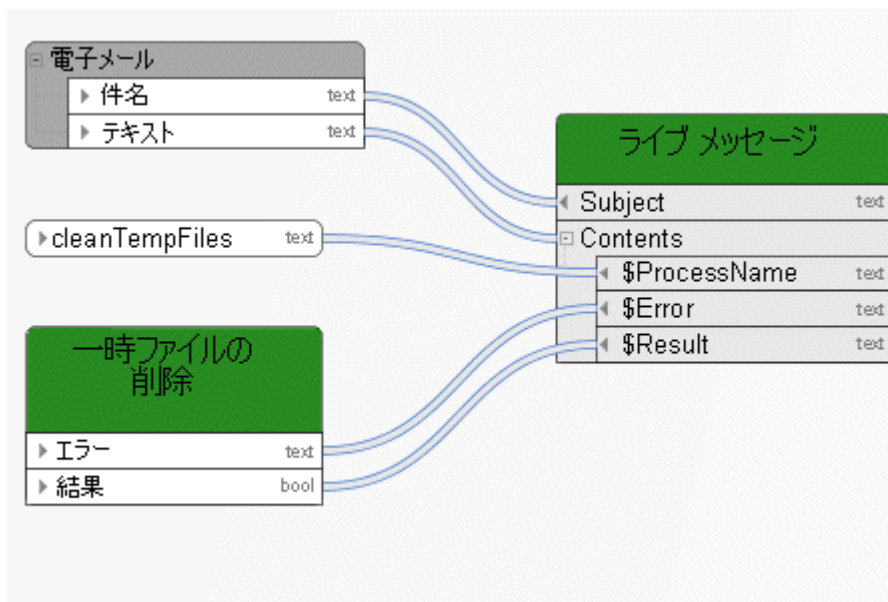 電子メール
件名 text
テキスト text
cleanTempFiles text
一時ファイルの
削除
エラー text
結果 bool
ライブ メッセージ
Subject text
Contents
$ProcessName text
$Error text
$Result text